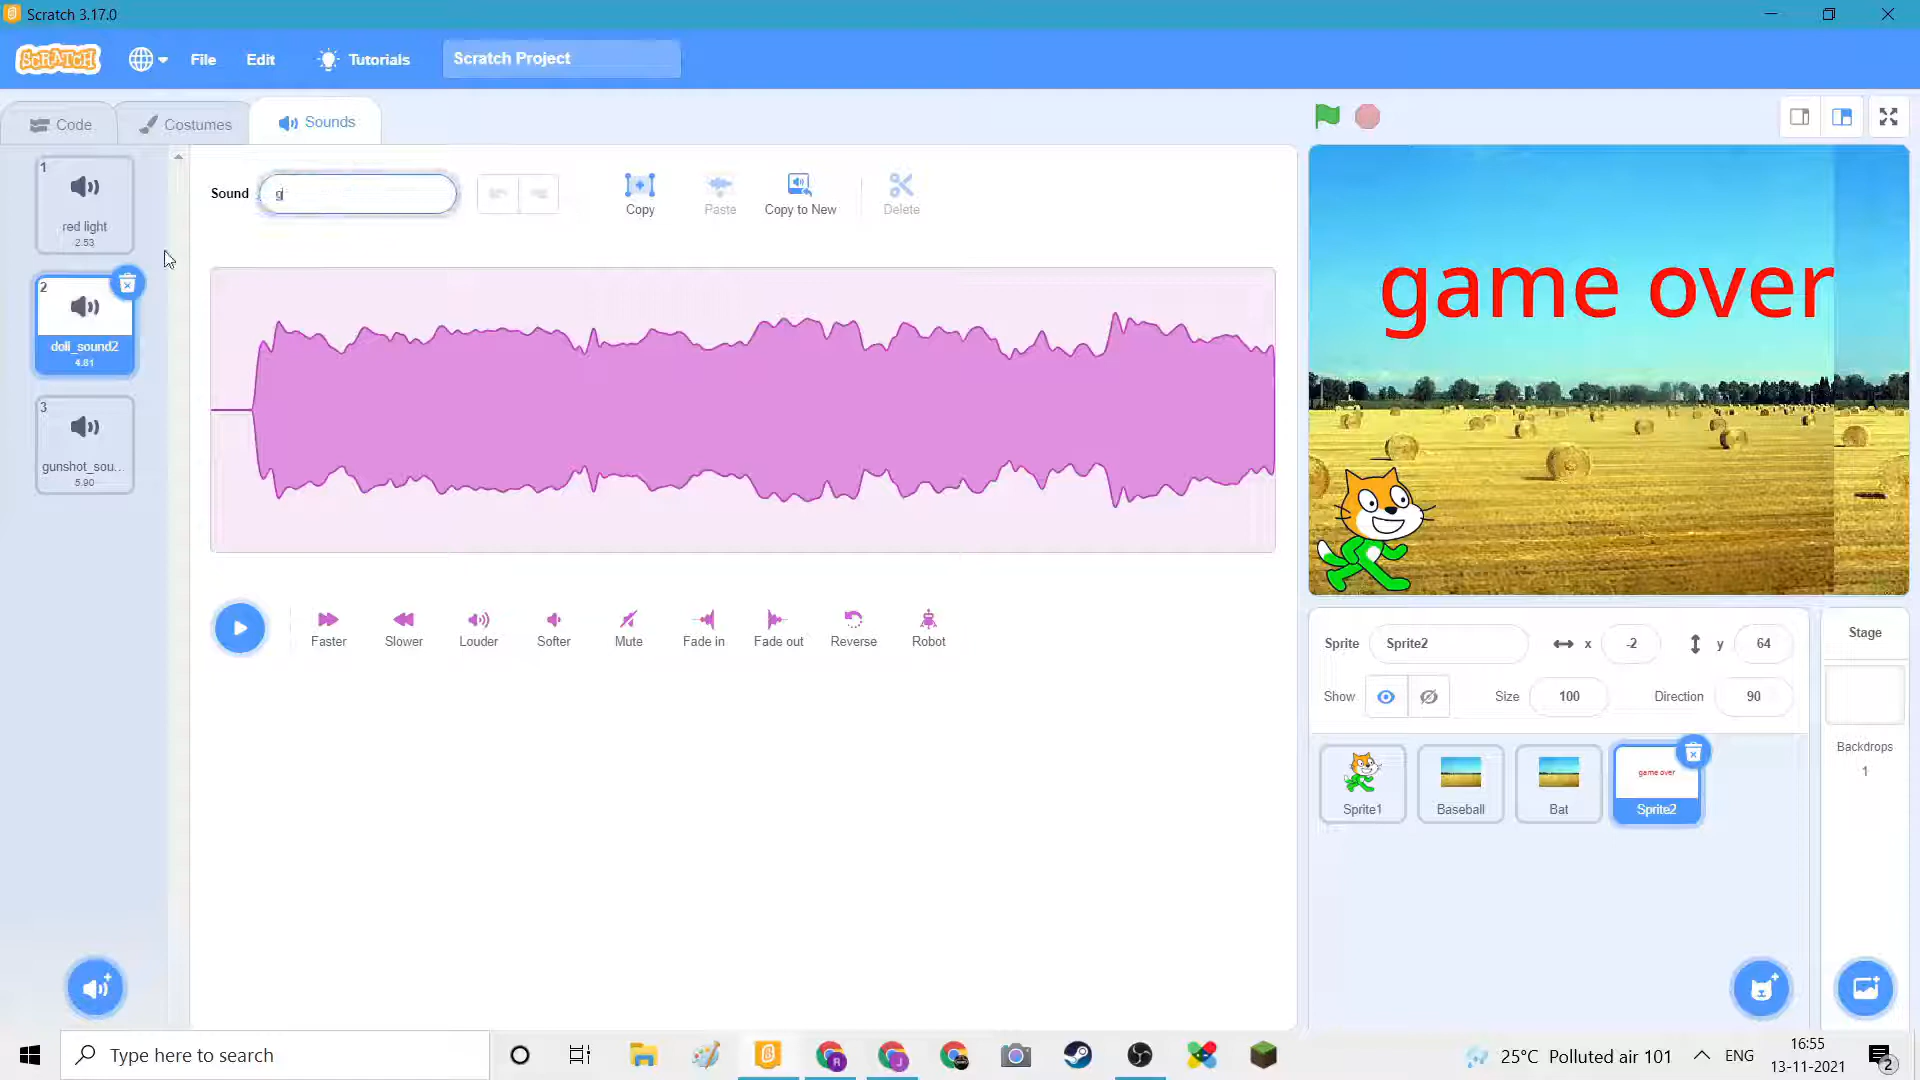 Scratch 3.17.0
SCRATCH
File
Edit
Tutorials
Scratch Project
Code
Costumes
Sounds
1
red light
2.53
2
doll_sound2
4.81
3
gunshot_sou...
5.90
Sound
g
Copy
Paste
Copy to New
Delete
Faster
Slower
Louder
Softer
Mute
Fade in
Fade out
Reverse
Robot
game over
Sprite
Sprite2
x
-2
y
64
Show
Size
100
Direction
90
Sprite1
Baseball
Bat
game over
Sprite2
Stage
Backdrops
1
Type here to search
25°C Polluted air 101
ENG
16:55
13-11-2021
2